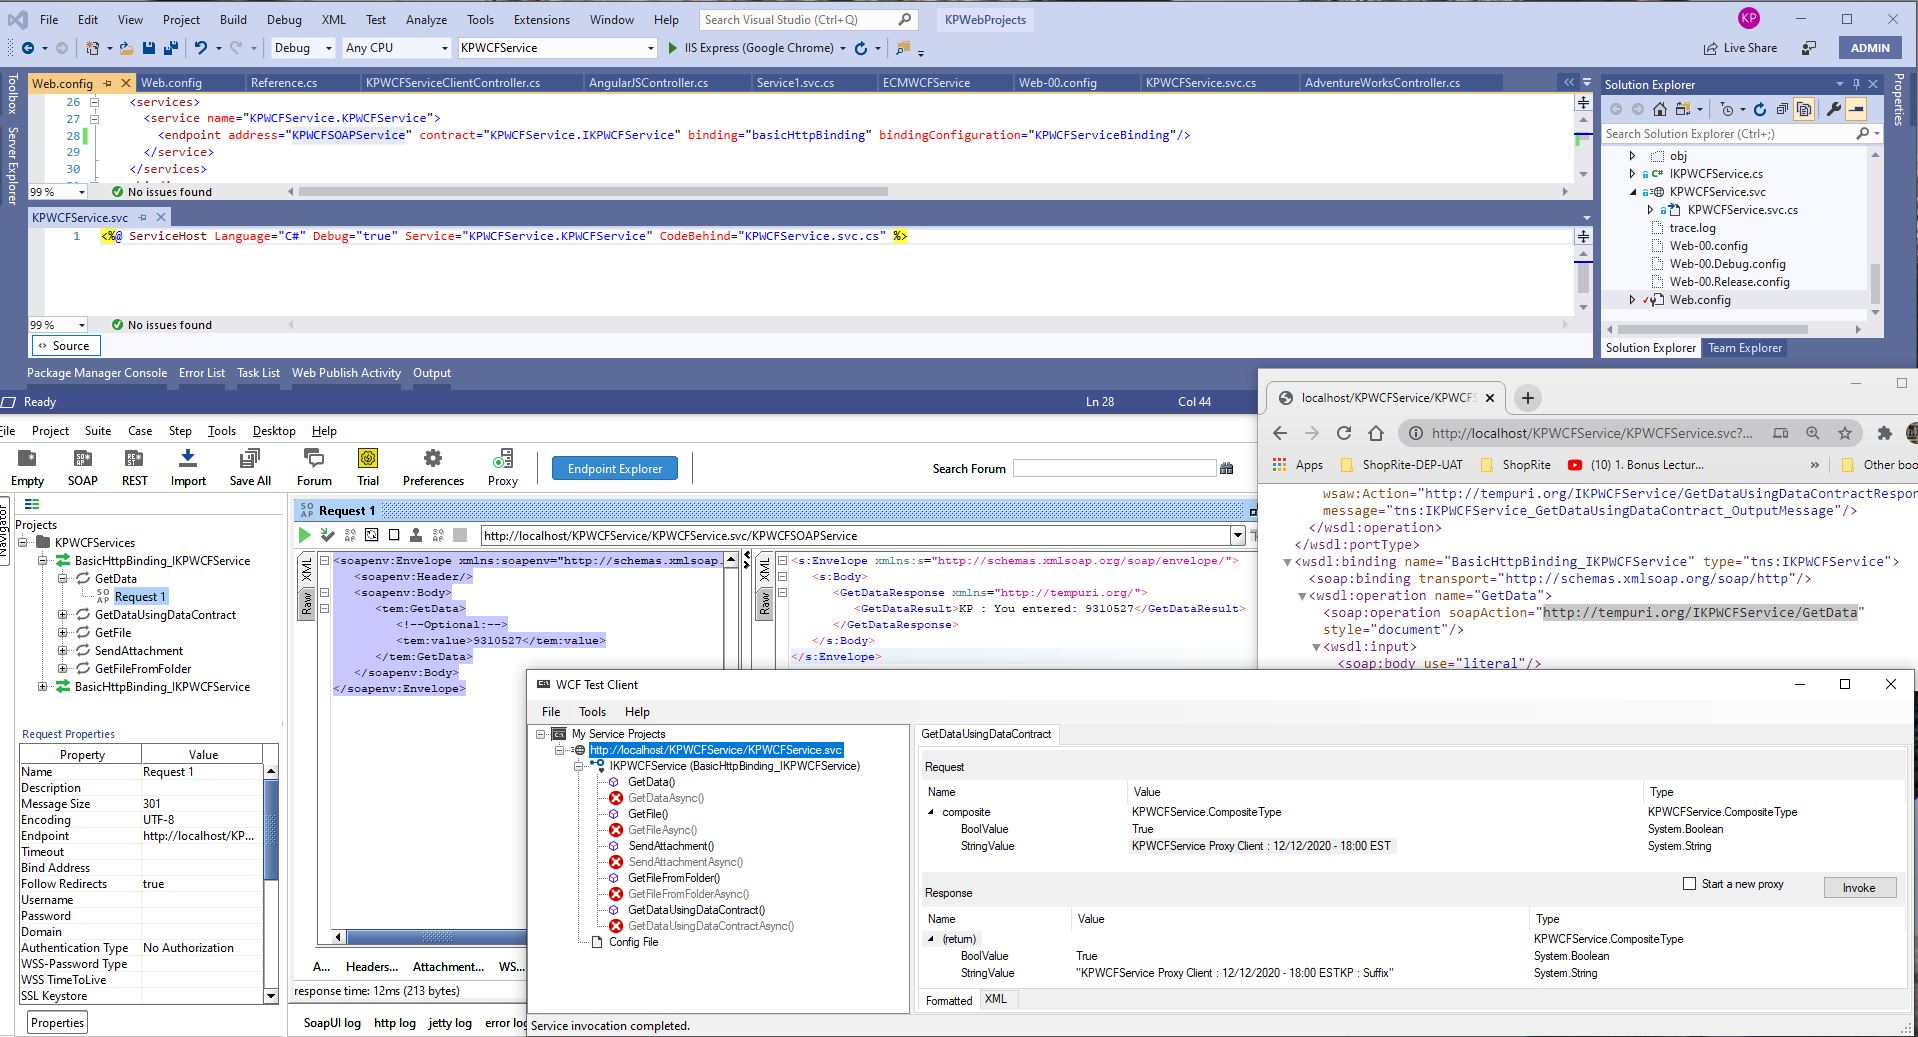 File Edit View Project Build Debug XML Test Analyze Tools Extensions Window Help Search Visual Studio (Ctrl+Q) KPWebProjects KP
Debug Any CPU KPWCFService IIS Express (Google Chrome) Live Share ADMIN
Toolbox
Server Explorer
Web.config Web.config Reference.cs KPWCFServiceClientController.cs AngularJSController.cs Service1.svc.cs ECMWCFService Web-00.config KPWCFService.svc.cs AdventureWorksController.cs
26 <services>
27 <service name="KPWCFService.KPWCFService">
28 <endpoint address="KPWCFSOAPService" contract="KPWCFService.IKPWCFService" binding="basicHttpBinding" bindingConfiguration="KPWCFServiceBinding"/>
29 </service>
30 </services>
99 % No issues found
KPWCFService.svc
1 <%@ ServiceHost Language="C#" Debug="true" Service="KPWCFService.KPWCFService" CodeBehind="KPWCFService.svc.cs" %>
99 % No issues found
Source
Package Manager Console Error List Task List Web Publish Activity Output
Ready Ln 28 Col 44
Solution Explorer
Properties
Search Solution Explorer (Ctrl+;)
obj
C# IKPWCFService.cs
KPWCFService.svc
KPWCFService.svc.cs
trace.log
Web-00.config
Web-00.Debug.config
Web-00.Release.config
Web.config
Solution Explorer Team Explorer
ile Project Suite Case Step Tools Desktop Help
Empty SOAP REST Import Save All Forum Trial Preferences Proxy Endpoint Explorer Search Forum
Navigator
Projects
KPWCFServices
BasicHttpBinding_IKPWCFService
GetData
Request 1
GetDataUsingDataContract
GetFile
SendAttachment
GetFileFromFolder
BasicHttpBinding_IKPWCFService
Request Properties
Property Value
Name Request 1
Description
Message Size 301
Encoding UTF-8
Endpoint http://localhost/KP...
Timeout
Bind Address
Follow Redirects true
Username
Password
Domain
Authentication Type No Authorization
WSS-Password Type
WSS TimeToLive
SSL Keystore
Properties
Request 1
http://localhost/KPWCFService/KPWCFService.svc/KPWCFSOAPService
XML
Raw
<soapenv:Envelope xmlns:soapenv="http://schemas.xmlsoap.
<soapenv:Header/>
<soapenv:Body>
<tem:GetData>
<!--Optional:-->
<tem:value>9310527</tem:value>
</tem:GetData>
</soapenv:Body>
</soapenv:Envelope>
XML
Raw
<s:Envelope xmlns:s="http://schemas.xmlsoap.org/soap/envelope/">
<s:Body>
<GetDataResponse xmlns="http://tempuri.org/">
<GetDataResult>KP : You entered: 9310527</GetDataResult>
</GetDataResponse>
</s:Body>
</s:Envelope>
A... Headers... Attachment... WS...
response time: 12ms (213 bytes)
SoapUI log http log jetty log error log
localhost/KPWCFService/KPWCFS
http://localhost/KPWCFService/KPWCFService.svc?...
Apps ShopRite-DEP-UAT ShopRite (10) 1. Bonus Lectur... » Other boo
wsaw:Action="http://tempuri.org/IKPWCFService/GetDataUsingDataContractRespon
message="tns:IKPWCFService_GetDataUsingDataContract_OutputMessage"/>
</wsdl:operation>
</wsdl:portType>
<wsdl:binding name="BasicHttpBinding_IKPWCFService" type="tns:IKPWCFService">
<soap:binding transport="http://schemas.xmlsoap.org/soap/http"/>
<wsdl:operation name="GetData">
<soap:operation soapAction="http://tempuri.org/IKPWCFService/GetData"
style="document"/>
<wsdl:input>
<soap:body use="literal"/>
WCF Test Client
File Tools Help
My Service Projects
http://localhost/KPWCFService/KPWCFService.svc
IKPWCFService (BasicHttpBinding_IKPWCFService)
GetData()
GetDataAsync()
GetFile()
GetFileAsync()
SendAttachment()
SendAttachmentAsync()
GetFileFromFolder()
GetFileFromFolderAsync()
GetDataUsingDataContract()
GetDataUsingDataContractAsync()
Config File
GetDataUsingDataContract
Request
Name Value Type
composite KPWCFService.CompositeType KPWCFService.CompositeType
BoolValue True System.Boolean
StringValue KPWCFService Proxy Client : 12/12/2020 - 18:00 EST System.String
Response Start a new proxy Invoke
Name Value Type
(return) KPWCFService.CompositeType
BoolValue True System.Boolean
StringValue "KPWCFService Proxy Client : 12/12/2020 - 18:00 ESTKP : Suffix" System.String
Formatted XML
Service invocation completed.